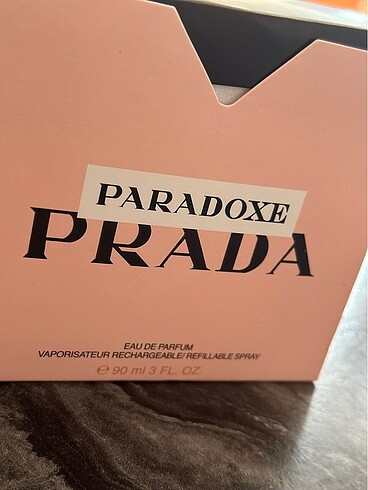 PARADOXE
PRADA
EAU DE PARFUM
VAPORISATEUR RECHARGEABLE/ REFILLABLE SPRAY
℮ 90 ml 3 FL. OZ.